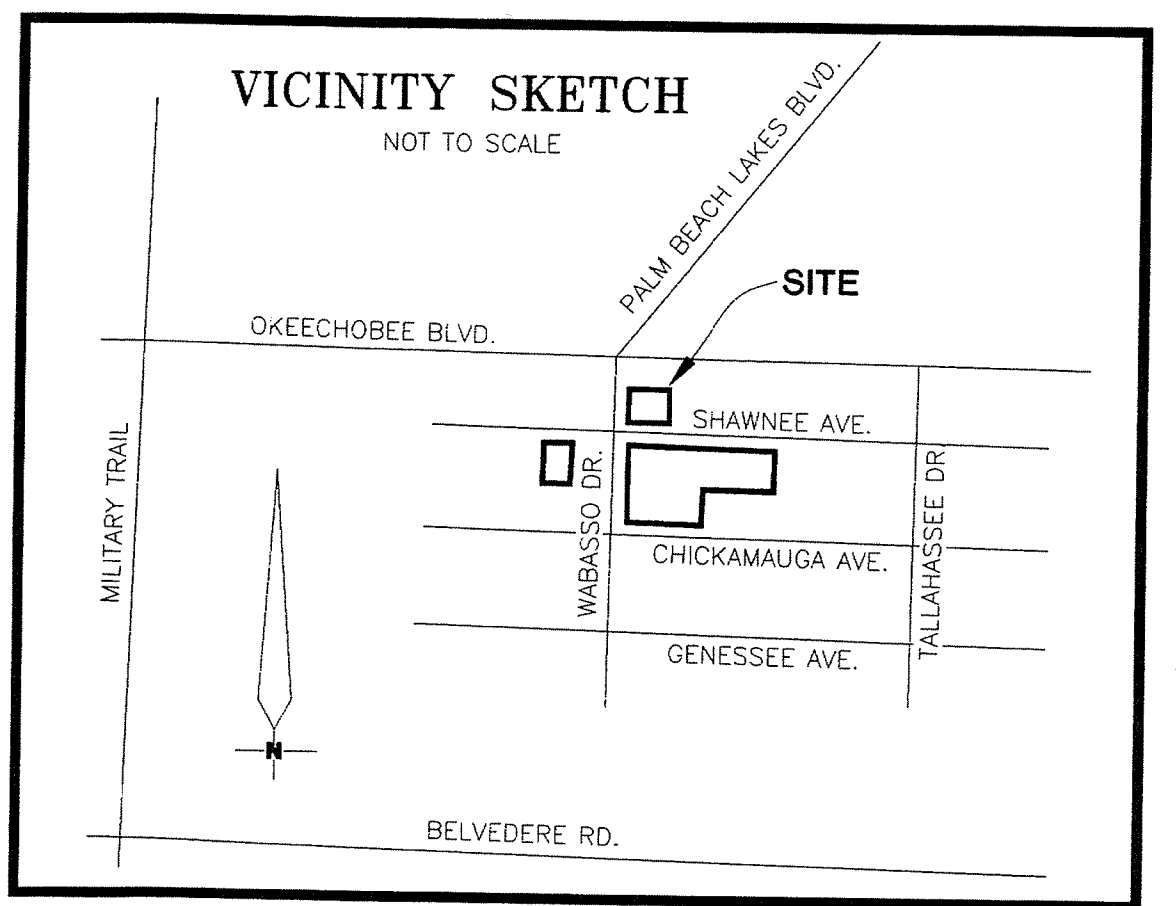 VICINITY SKETCH
NOT TO SCALE
PALM BEACH LAKES BLVD.
SITE
OKEECHOBEE BLVD.
SHAWNEE AVE.
MILITARY TRAIL
WABASSO DR.
TALLAHASSEE DR.
CHICKAMAUGA AVE.
GENESSEE AVE.
N
BELVEDERE RD.